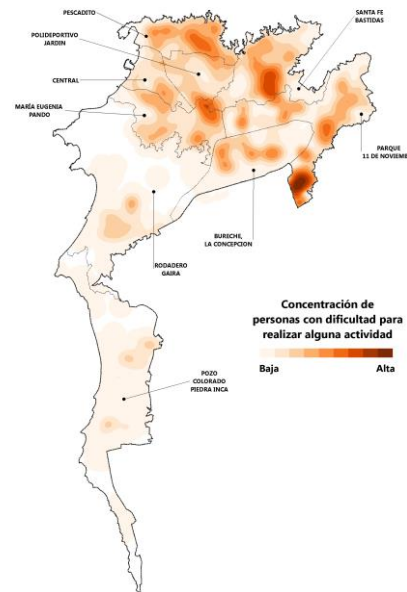 PESCADITO
SANTA FE
BASTIDAS
POLIDEPORTIVO
JARDIN
CENTRAL
MARÍA EUGENIA
PANDO
PARQUE
11 DE NOVIEMBRE
BURECHE,
LA CONCEPCION
RODADERO
GAIRA
Concentración de
personas con dificultad para
realizar alguna actividad
Baja
Alta
POZO
COLORADO
PIEDRA INCA